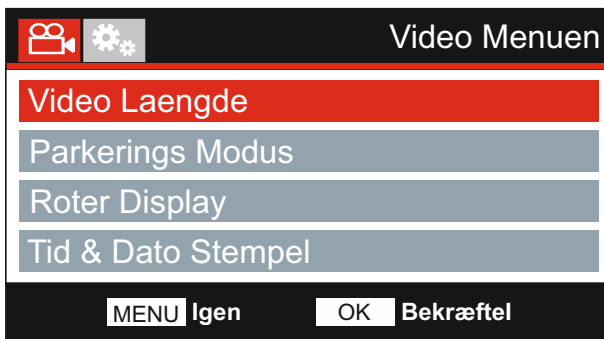 Video Menuen
Video Laengde
Parkerings Modus
Roter Display
Tid & Dato Stempel
MENU Igen OK Bekræftel